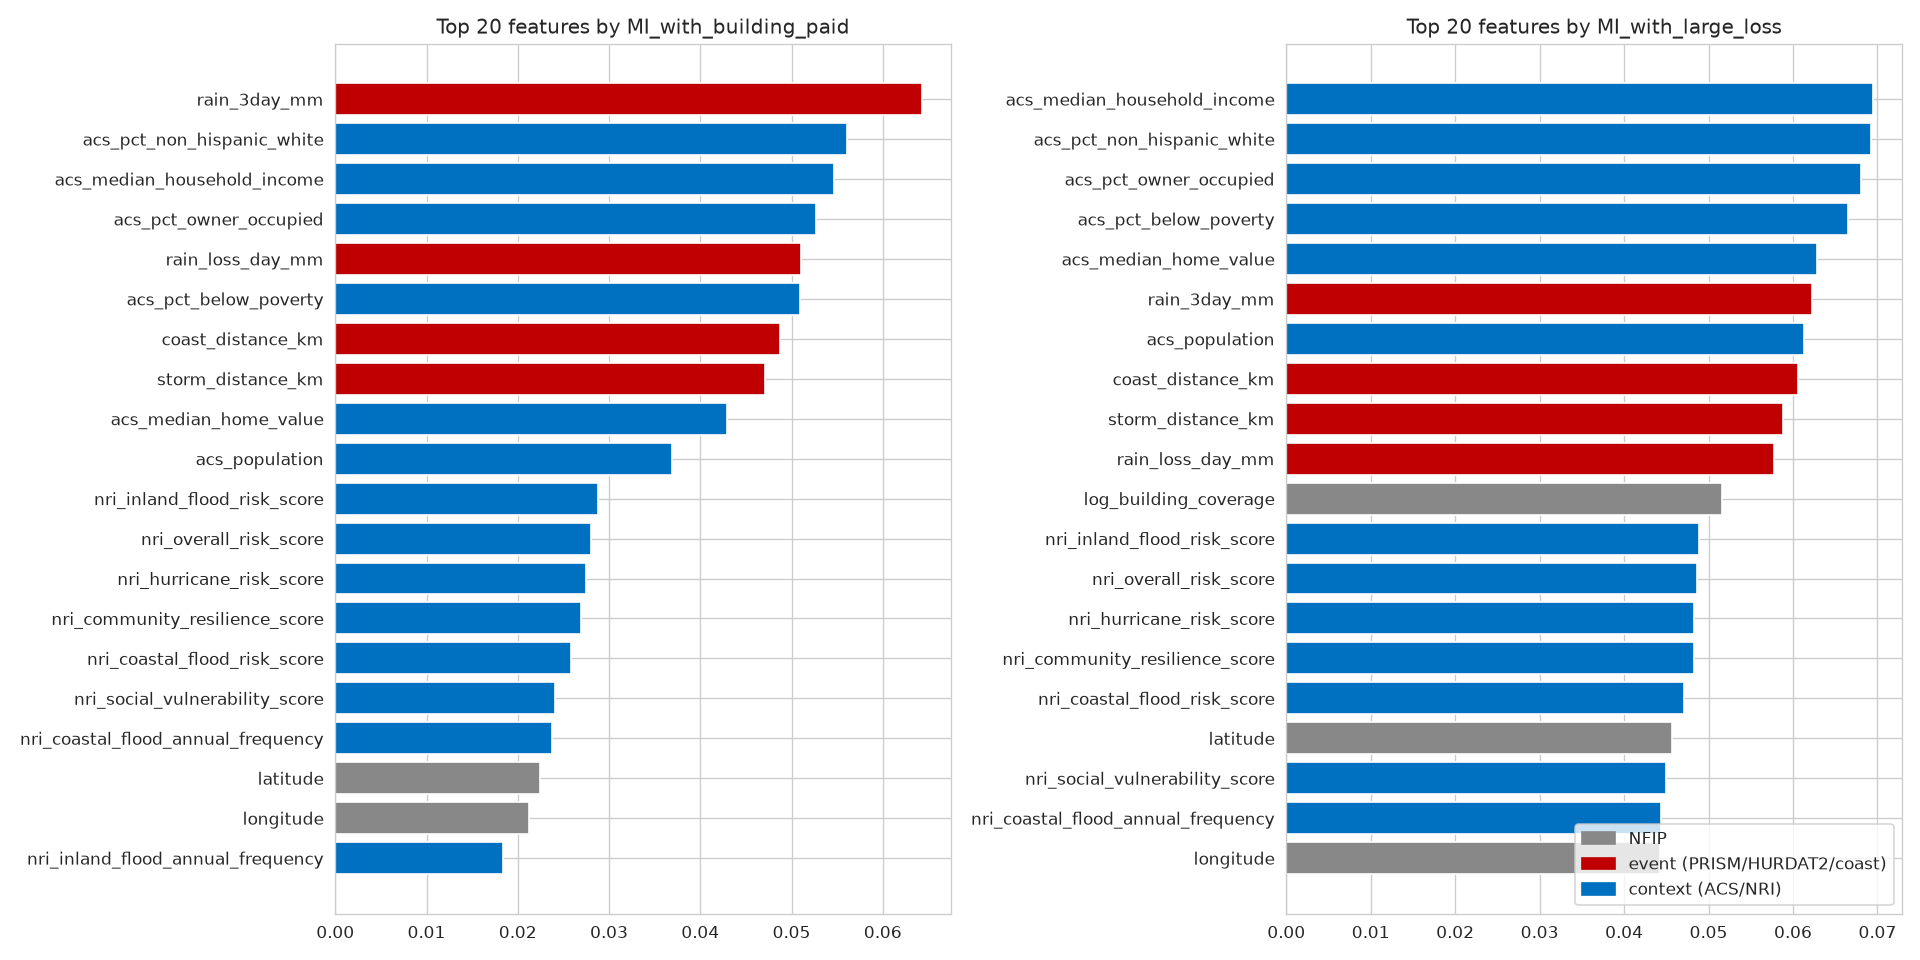 Top 20 features by MI_with_building_paid
rain_3day_mm
acs_pct_non_hispanic_white
acs_median_household_income
acs_pct_owner_occupied
rain_loss_day_mm
acs_pct_below_poverty
coast_distance_km
storm_distance_km
acs_median_home_value
acs_population
nri_inland_flood_risk_score
nri_overall_risk_score
nri_hurricane_risk_score
nri_community_resilience_score
nri_coastal_flood_risk_score
nri_social_vulnerability_score
nri_coastal_flood_annual_frequency
latitude
longitude
nri_inland_flood_annual_frequency
0.00 0.01 0.02 0.03 0.04 0.05 0.06
Top 20 features by MI_with_large_loss
acs_median_household_income
acs_pct_non_hispanic_white
acs_pct_owner_occupied
acs_pct_below_poverty
acs_median_home_value
rain_3day_mm
acs_population
coast_distance_km
storm_distance_km
rain_loss_day_mm
log_building_coverage
nri_inland_flood_risk_score
nri_overall_risk_score
nri_hurricane_risk_score
nri_community_resilience_score
nri_coastal_flood_risk_score
latitude
nri_social_vulnerability_score
nri_coastal_flood_annual_frequency
longitude
NFIP
event (PRISM/HURDAT2/coast)
context (ACS/NRI)
0.00 0.01 0.02 0.03 0.04 0.05 0.06 0.07